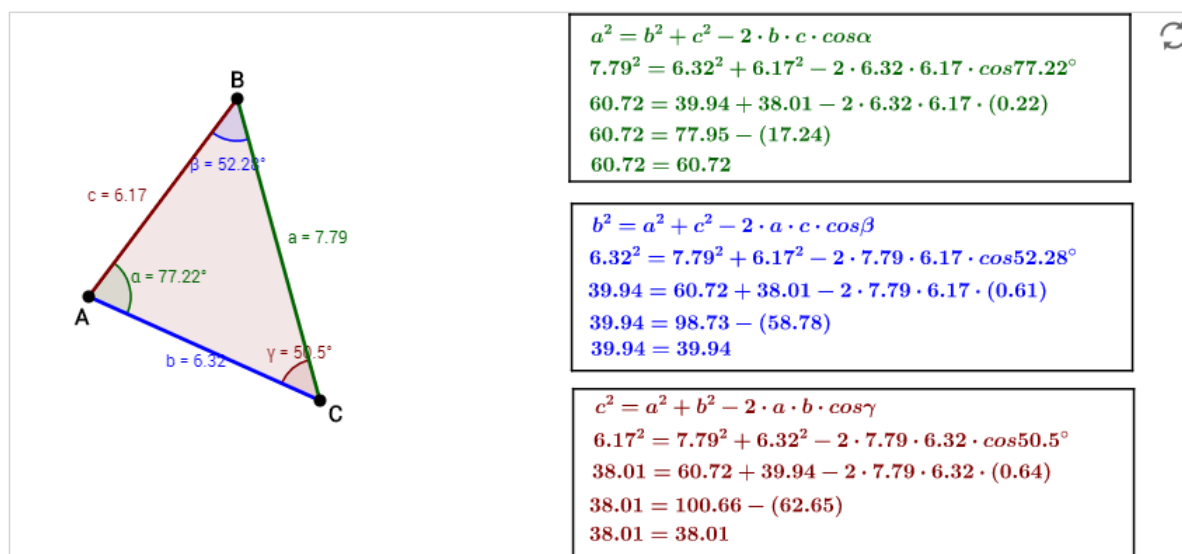 B
β = 52.28°
c = 6.17
a = 7.79
α = 77.22°
A
γ = 50.5°
b = 6.32
C
a² = b² + c² − 2 · b · c · cosα
7.79² = 6.32² + 6.17² − 2 · 6.32 · 6.17 · cos77.22°
60.72 = 39.94 + 38.01 − 2 · 6.32 · 6.17 · (0.22)
60.72 = 77.95 − (17.24)
60.72 = 60.72
b² = a² + c² − 2 · a · c · cosβ
6.32² = 7.79² + 6.17² − 2 · 7.79 · 6.17 · cos52.28°
39.94 = 60.72 + 38.01 − 2 · 7.79 · 6.17 · (0.61)
39.94 = 98.73 − (58.78)
39.94 = 39.94
c² = a² + b² − 2 · a · b · cosγ
6.17² = 7.79² + 6.32² − 2 · 7.79 · 6.32 · cos50.5°
38.01 = 60.72 + 39.94 − 2 · 7.79 · 6.32 · (0.64)
38.01 = 100.66 − (62.65)
38.01 = 38.01